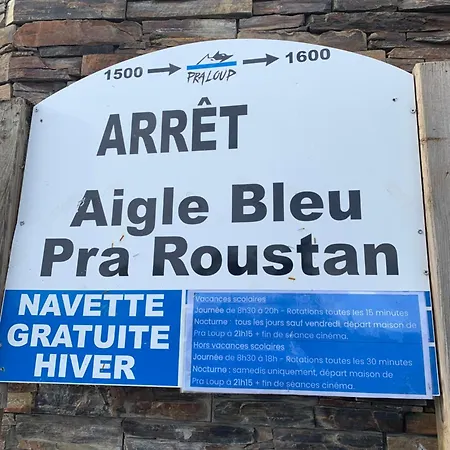 1500 → PRALOUP → 1600
ARRÊT
Aigle Bleu
Pra Roustan
NAVETTE
GRATUITE
HIVER
Vacances scolaires
Journée de 8h30 à 20h - Rotations toutes les 15 minutes
Nocturne : tous les jours sauf vendredi, départ maison de
Pra Loup à 21h15 + fin de séance cinéma.
Hors vacances scolaires
Journée de 8h30 à 18h - Rotations toutes les 30 minutes
Nocturne : samedis uniquement, départ maison de
Pra Loup à 21h15 + fin de séances cinéma.